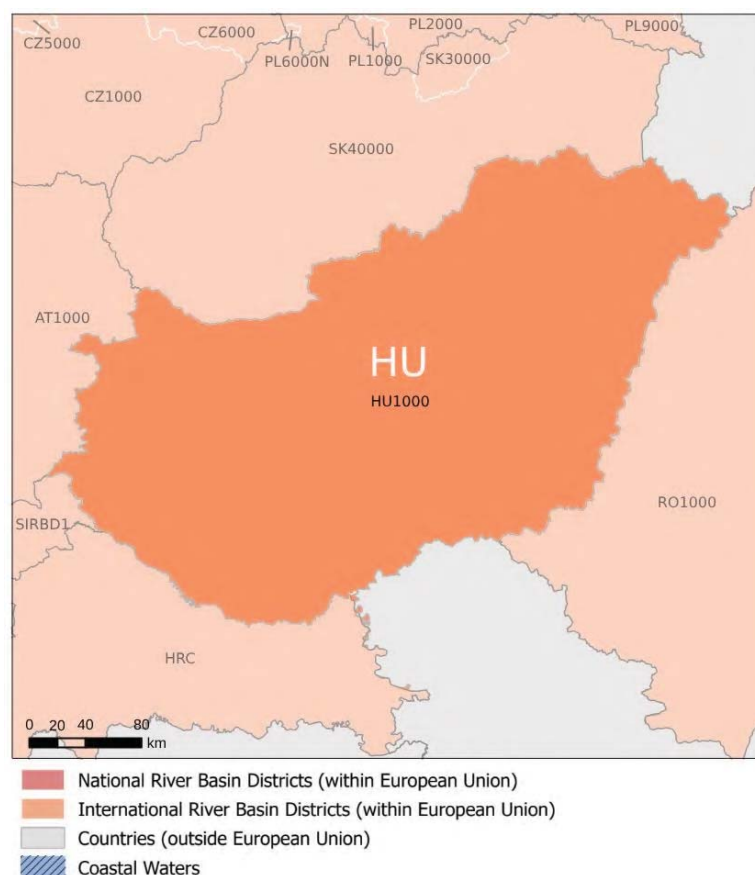 PL2000
PL9000
CZ5000
CZ6000
PL6000N
PL1000
SK30000
CZ1000
SK40000
AT1000
HU
HU1000
SIRBD1
RO1000
HRC
0 20 40 80
km
National River Basin Districts (within European Union)
International River Basin Districts (within European Union)
Countries (outside European Union)
Coastal Waters